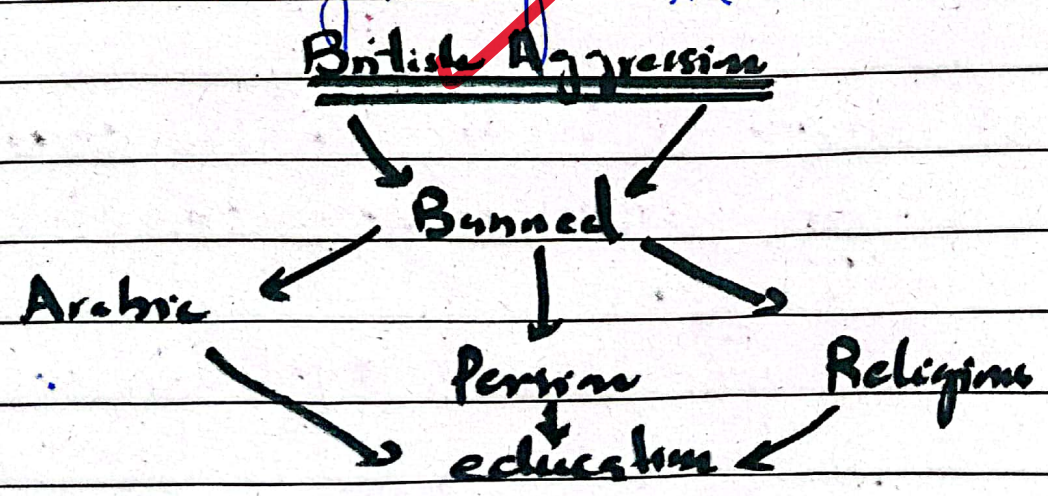 British Aggression
Banned
Arabic
Persian Religious
education